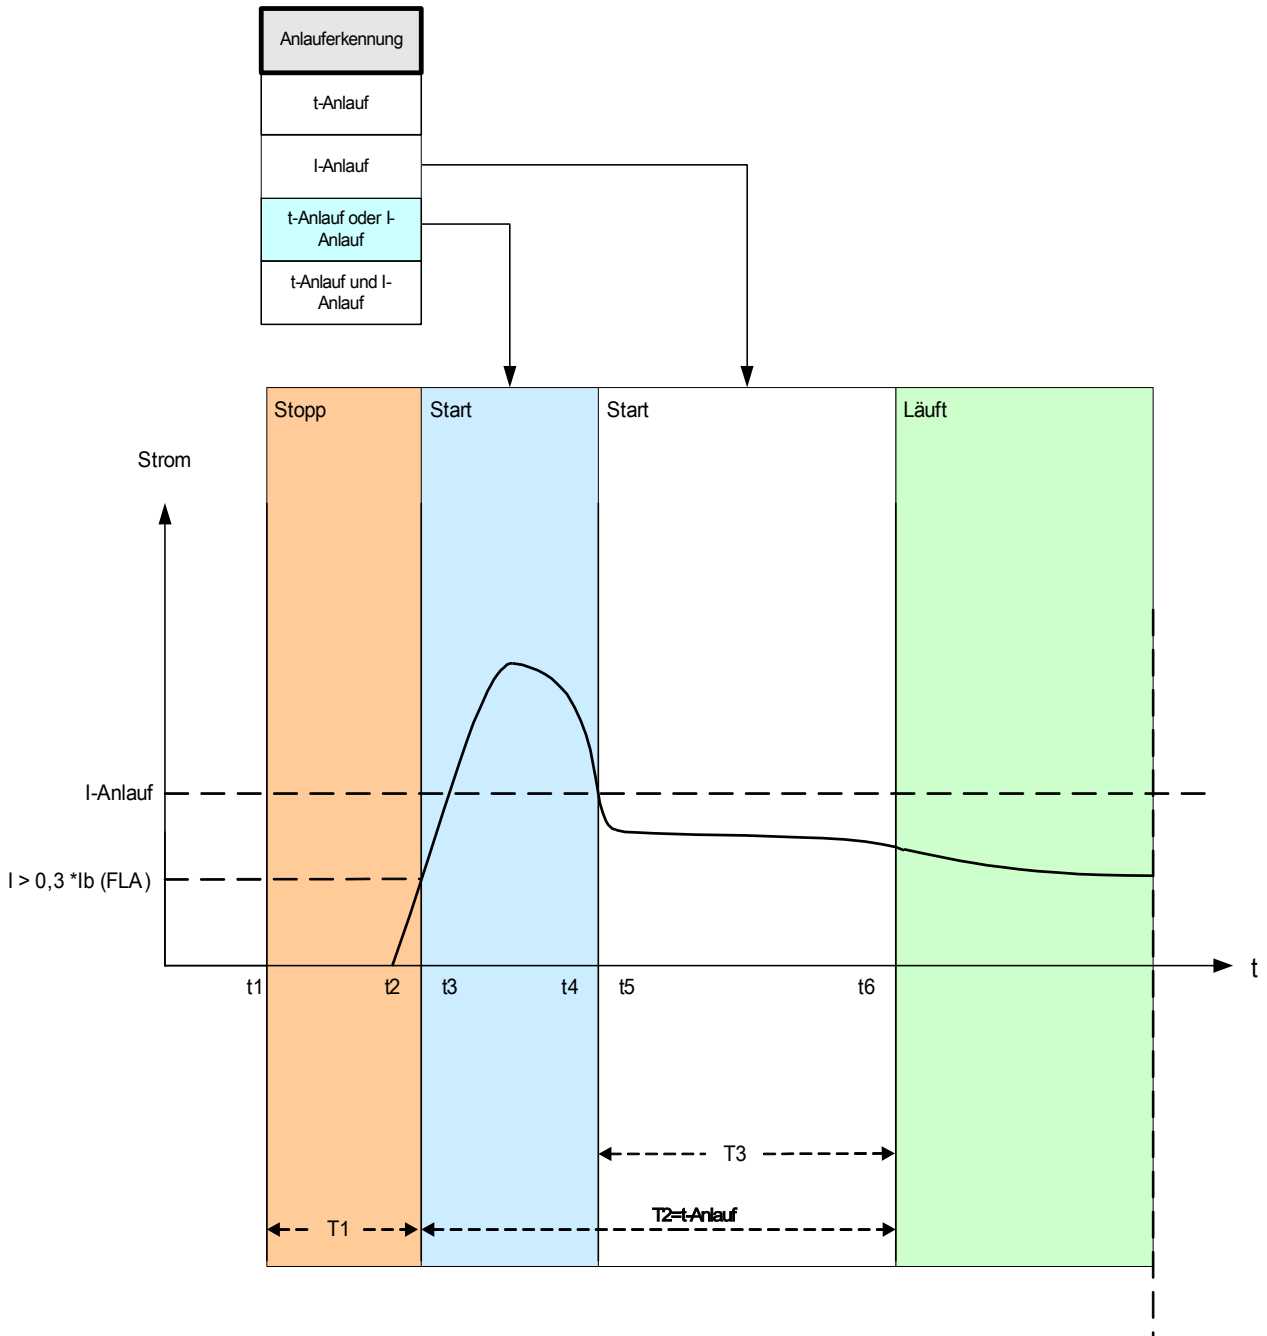 Anlauferkennung
t-Anlauf
I-Anlauf
t-Anlauf oder I-
Anlauf
t-Anlauf und I-
Anlauf
Stopp
Start
Start
Läuft
Strom
I-Anlauf
I > 0,3 *Ib (FLA)
t
t1
t2
t3
t4
t5
t6
T3
T2=t-Anlauf
T1